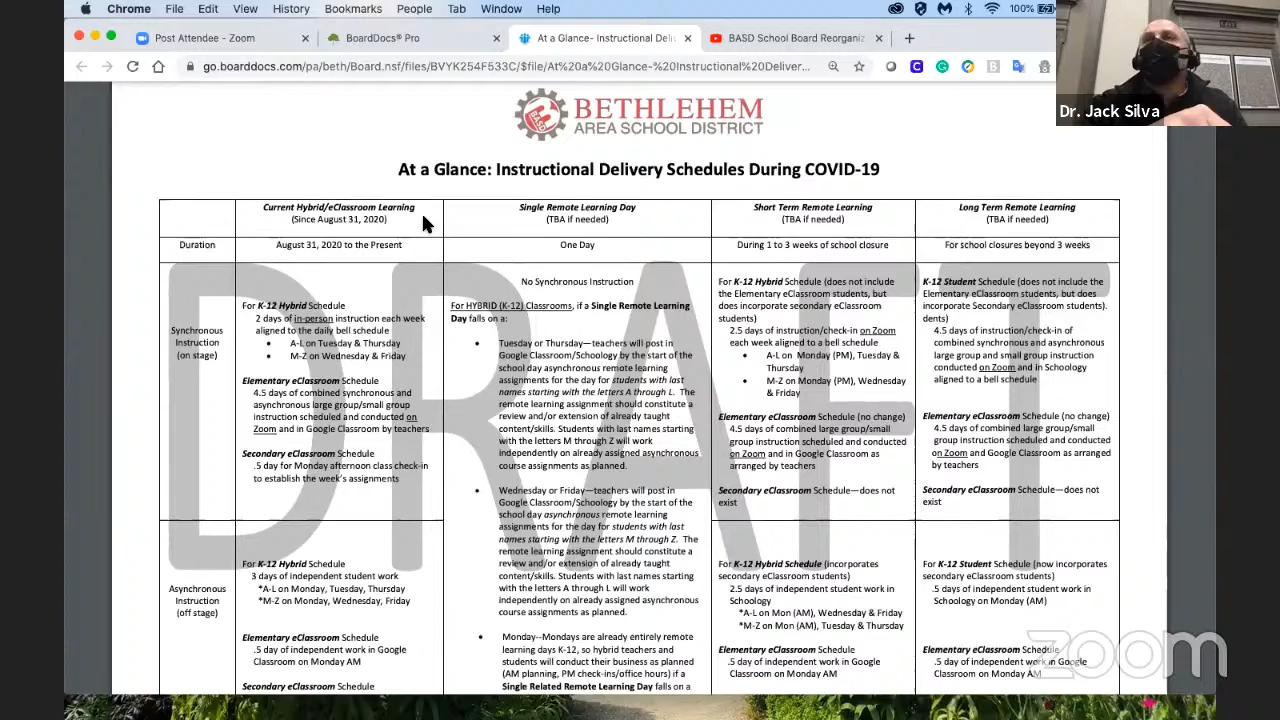 Chrome File Edit View History Bookmarks People Tab Window Help 100%
Post Attendee - Zoom × BoardDocs® Pro × At a Glance- Instructional Deli × BASD School Board Reorganiz × +
go.boarddocs.com/pa/beth/Board.nsf/files/BVYK254F533C/$file/At%20a%20Glance-%20Instructional%20Deliver...
Dr. Jack Silva
BASD
BETHLEHEM
AREA SCHOOL DISTRICT
At a Glance: Instructional Delivery Schedules During COVID-19
Current Hybrid/eClassroom Learning
(Since August 31, 2020)
Single Remote Learning Day
(TBA if needed)
Short Term Remote Learning
(TBA if needed)
Long Term Remote Learning
(TBA if needed)
Duration
August 31, 2020 to the Present
One Day
During 1 to 3 weeks of school closure
For school closures beyond 3 weeks
DRAFT
Synchronous
Instruction
(on stage)
For K-12 Hybrid Schedule
2 days of in-person instruction each week
aligned to the daily bell schedule
• A-L on Tuesday & Thursday
• M-Z on Wednesday & Friday
Elementary eClassroom Schedule
4.5 days of combined synchronous and
asynchronous large group/small group
instruction scheduled and conducted on
Zoom and in Google Classroom by teachers
Secondary eClassroom Schedule
.5 day for Monday afternoon class check-in
to establish the week's assignments
No Synchronous Instruction
For HYBRID (K-12) Classrooms, if a Single Remote Learning
Day falls on a:
• Tuesday or Thursday—teachers will post in
Google Classroom/Schoology by the start of the
school day asynchronous remote learning
assignments for the day for students with last
names starting with the letters A through L. The
remote learning assignment should constitute a
review and/or extension of already taught
content/skills. Students with last names starting
with the letters M through Z will work
independently on already assigned asynchronous
course assignments as planned.
• Wednesday or Friday—teachers will post in
Google Classroom/Schoology by the start of the
school day asynchronous remote learning
assignments for the day for students with last
names starting with the letters M through Z. The
remote learning assignment should constitute a
review and/or extension of already taught
content/skills. Students with last names starting
with the letters A through L will work
independently on already assigned asynchronous
course assignments as planned.
• Monday--Mondays are already entirely remote
learning days K-12, so hybrid teachers and
students will conduct their business as planned
(AM planning, PM check-ins/office hours) if a
Single Related Remote Learning Day falls on a
For K-12 Hybrid Schedule (does not include
the Elementary eClassroom students, but
does incorporate secondary eClassroom
students)
2.5 days of instruction/check-in on Zoom
each week aligned to a bell schedule
• A-L on Monday (PM), Tuesday &
Thursday
• M-Z on Monday (PM), Wednesday
& Friday
Elementary eClassroom Schedule (no change)
4.5 days of combined large group/small
group instruction scheduled and conducted
on Zoom and in Google Classroom as
arranged by teachers
Secondary eClassroom Schedule—does not
exist
K-12 Student Schedule (does not include the
Elementary eClassroom students, but does
incorporate secondary eClassroom students).
dents)
4.5 days of instruction/check-in of
combined synchronous and asynchronous
large group and small group instruction
conducted on Zoom and in Schoology
aligned to a bell schedule
Elementary eClassroom Schedule (no change)
4.5 days of combined large group/small
group instruction scheduled and conducted
on Zoom and Google Classroom as arranged
by teachers
Secondary eClassroom Schedule—does not
exist
Asynchronous
Instruction
(off stage)
For K-12 Hybrid Schedule
3 days of independent student work
*A-L on Monday, Tuesday, Thursday
*M-Z on Monday, Wednesday, Friday
Elementary eClassroom Schedule
.5 day of independent work in Google
Classroom on Monday AM
Secondary eClassroom Schedule
For K-12 Hybrid Schedule (incorporates
secondary eClassroom students)
2.5 days of independent student work in
Schoology
*A-L on Mon (AM), Wednesday & Friday
*M-Z on Mon (AM), Tuesday & Thursday
Elementary eClassroom Schedule
.5 day of independent work in Google
Classroom on Monday AM
For K-12 Student Schedule (now incorporates
secondary eClassroom students)
.5 days of independent student work in
Schoology on Monday (AM)
Elementary eClassroom Schedule
.5 day of independent work in Google
Classroom on Monday AM
zoom